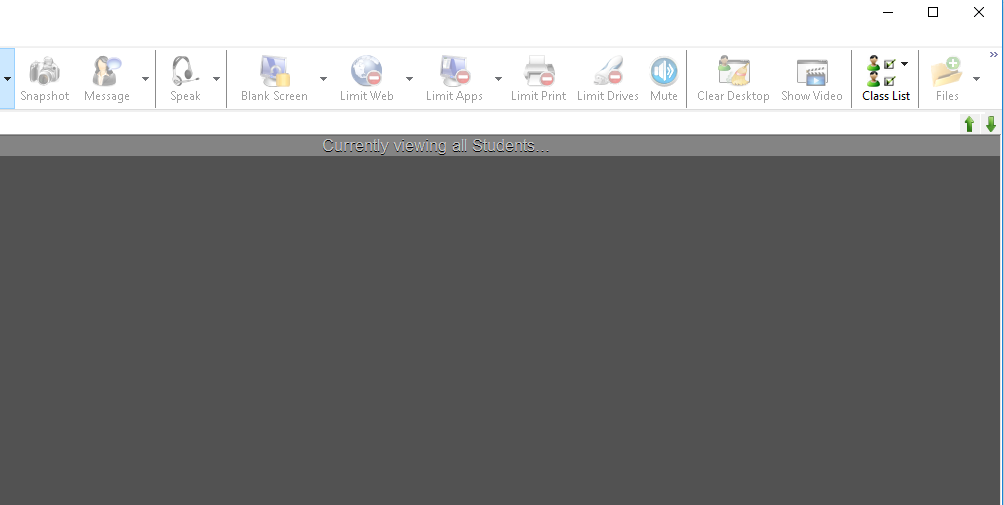 Snapshot Message Speak Blank Screen Limit Web Limit Apps Limit Print Limit Drives Mute Clear Desktop Show Video Class List Files
Currently viewing all Students...